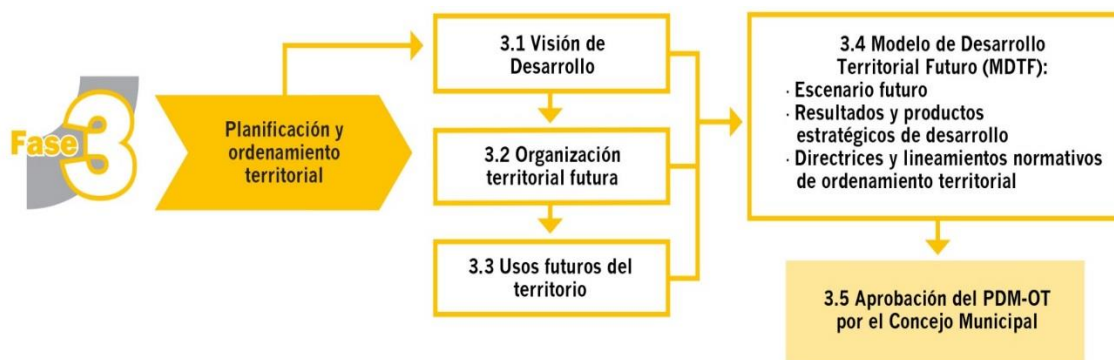 Fase 3
Planificación y
ordenamiento
territorial
3.1 Visión de
Desarrollo
3.2 Organización
territorial futura
3.3 Usos futuros del
territorio
3.4 Modelo de Desarrollo
Territorial Futuro (MDTF):
· Escenario futuro
· Resultados y productos
estratégicos de desarrollo
· Directrices y lineamientos normativos
de ordenamiento territorial
3.5 Aprobación del PDM-OT
por el Concejo Municipal